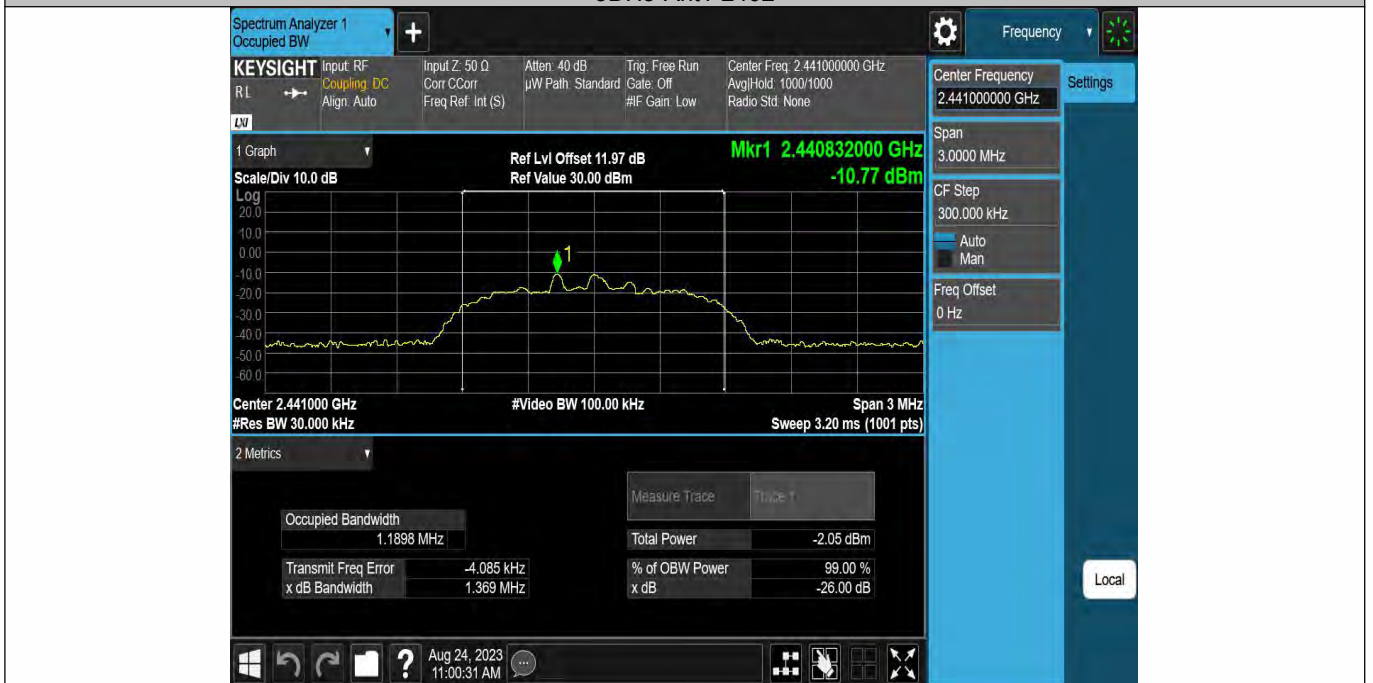 Spectrum Analyzer 1
Occupied BW
+
Frequency
KEYSIGHT
RL
LXI
Input: RF
Coupling: DC
Align: Auto
Input Z: 50 Ω
Corr CCorr
Freq Ref: Int (S)
Atten: 40 dB
µW Path: Standard
Trig: Free Run
Gate: Off
#IF Gain: Low
Center Freq: 2.441000000 GHz
Avg|Hold: 1000/1000
Radio Std: None
Center Frequency
2.441000000 GHz
Settings
Span
3.0000 MHz
CF Step
300.000 kHz
Auto
Man
Freq Offset
0 Hz
Local
1 Graph
Scale/Div 10.0 dB
Ref Lvl Offset 11.97 dB
Ref Value 30.00 dBm
Mkr1 2.440832000 GHz
-10.77 dBm
Log
20.0
10.0
0.00
-10.0
-20.0
-30.0
-40.0
-50.0
-60.0
1
Center 2.441000 GHz
#Video BW 100.00 kHz
Span 3 MHz
#Res BW 30.000 kHz
Sweep 3.20 ms (1001 pts)
2 Metrics
Measure Trace
Trace 1
Occupied Bandwidth
1.1898 MHz
Total Power
-2.05 dBm
Transmit Freq Error
-4.085 kHz
% of OBW Power
99.00 %
x dB Bandwidth
1.369 MHz
x dB
-26.00 dB
?
Aug 24, 2023
11:00:31 AM